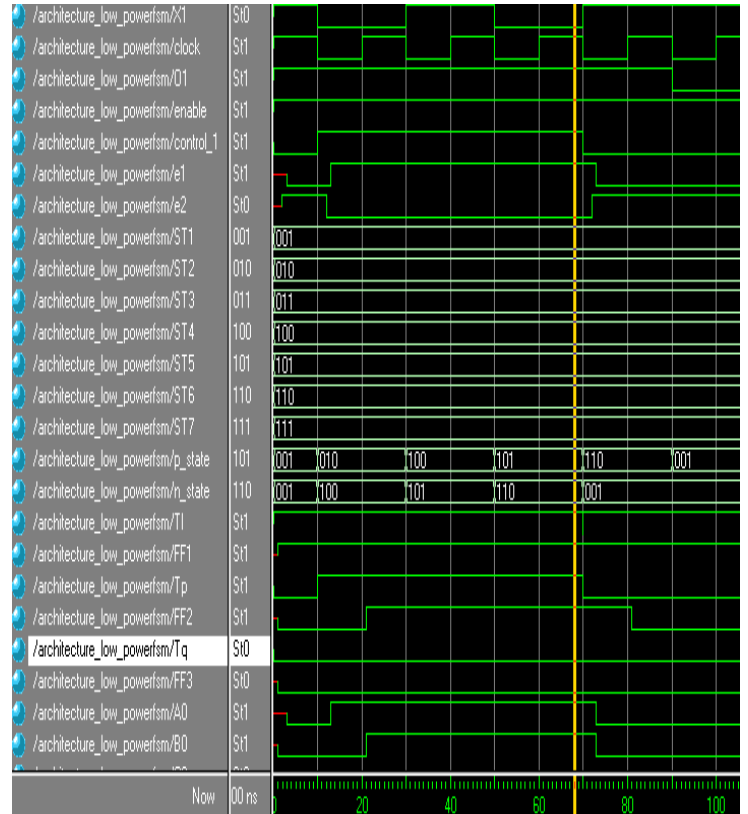 /architecture_low_powerfsm/X1 St0
/architecture_low_powerfsm/clock St1
/architecture_low_powerfsm/O1 St1
/architecture_low_powerfsm/enable St1
/architecture_low_powerfsm/control_1 St1
/architecture_low_powerfsm/e1 St1
/architecture_low_powerfsm/e2 St0
/architecture_low_powerfsm/ST1 001 001
/architecture_low_powerfsm/ST2 010 010
/architecture_low_powerfsm/ST3 011 011
/architecture_low_powerfsm/ST4 100 100
/architecture_low_powerfsm/ST5 101 101
/architecture_low_powerfsm/ST6 110 110
/architecture_low_powerfsm/ST7 111 111
/architecture_low_powerfsm/p_state 101 001 010 100 101 110 001
/architecture_low_powerfsm/n_state 110 001 100 101 110 001
/architecture_low_powerfsm/TI St1
/architecture_low_powerfsm/FF1 St1
/architecture_low_powerfsm/Tp St1
/architecture_low_powerfsm/FF2 St1
/architecture_low_powerfsm/Tq St0
/architecture_low_powerfsm/FF3 St0
/architecture_low_powerfsm/A0 St1
/architecture_low_powerfsm/B0 St1
Now 00 ns 20 40 60 80 100